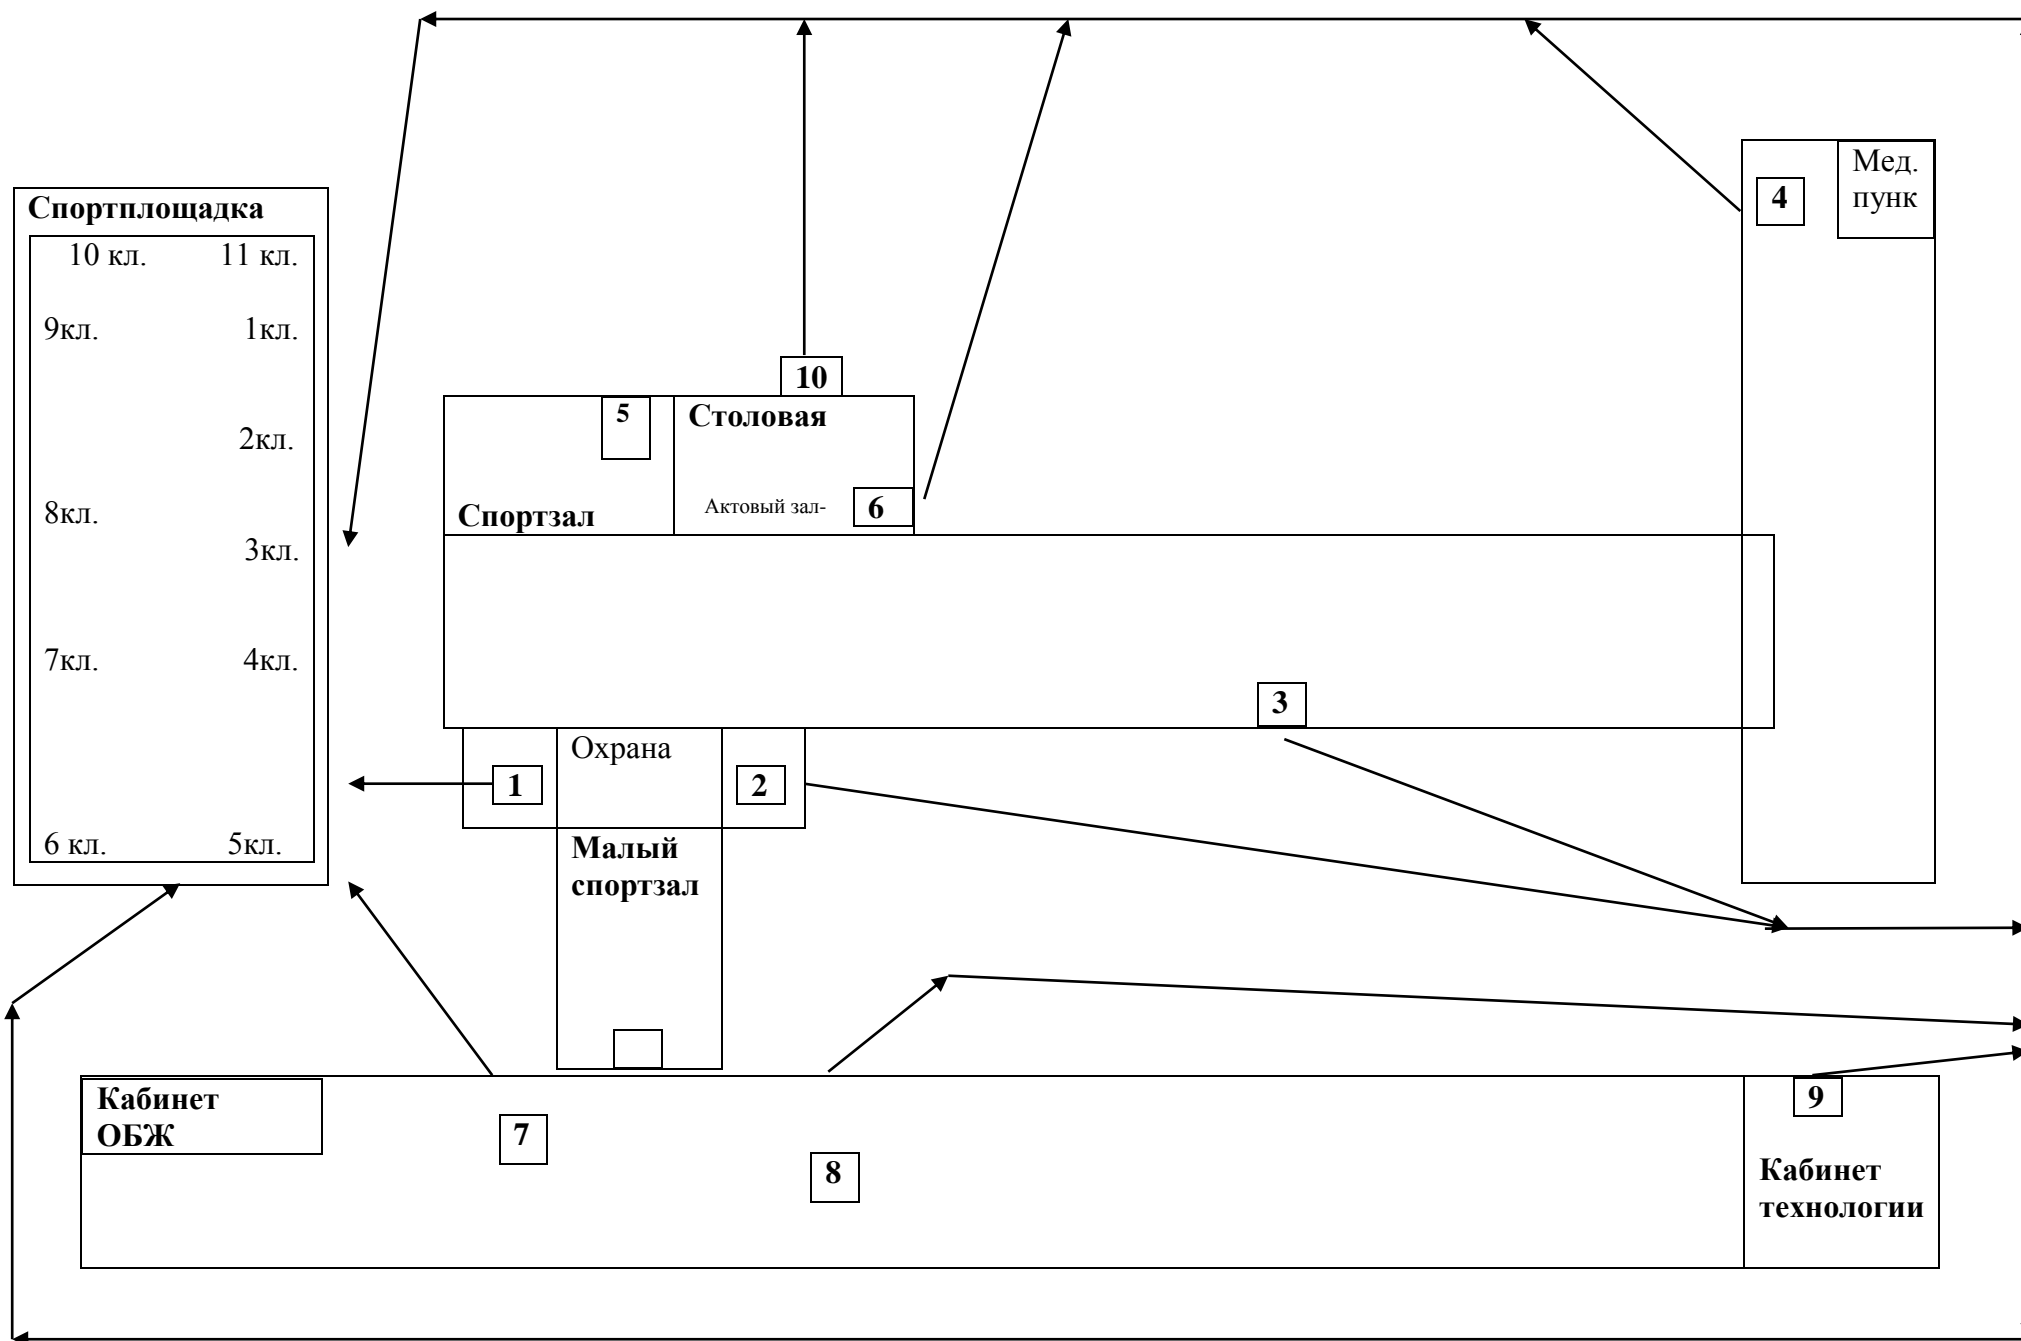 Спортплощадка
10 кл. 11 кл.
9кл. 1кл.
2кл.
8кл.
3кл.
7кл. 4кл.
6 кл. 5кл.
10
5
Столовая
Спортзал
Актовый зал-
6
4
Мед.
пунк
3
1
Охрана
2
Малый
спортзал
Кабинет
ОБЖ
7
8
9
Кабинет
технологии